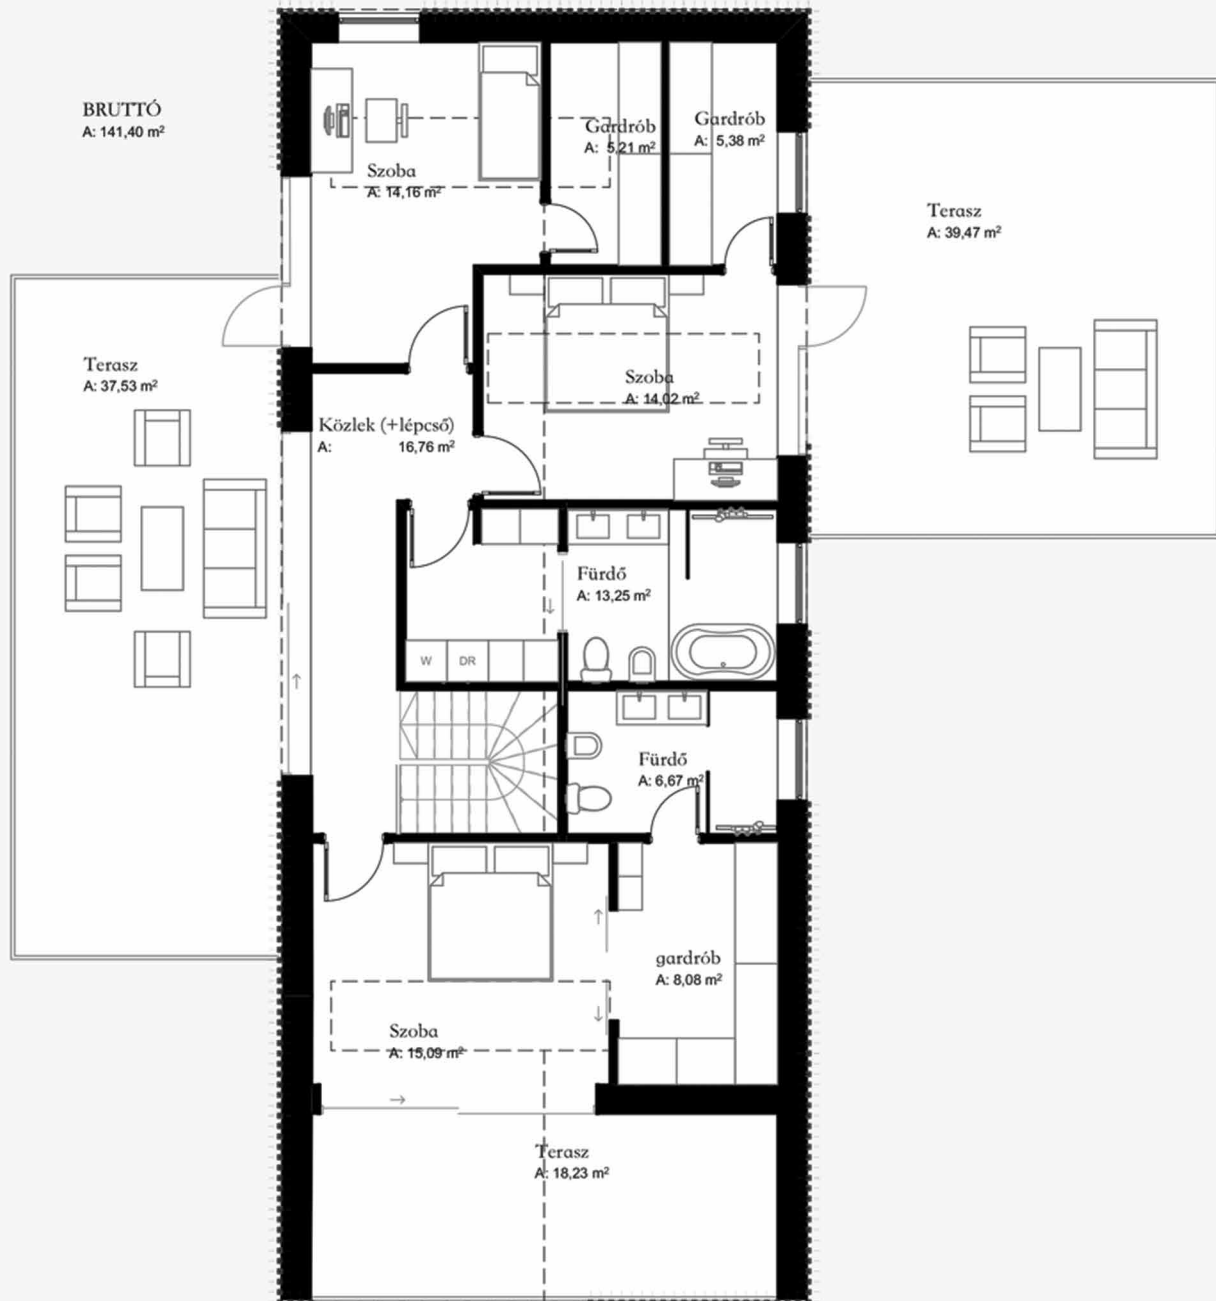 BRUTTÓ
A: 141,40 m²
Gardrób
A: 5,21 m²
Gardrób
A: 5,38 m²
Szoba
A: 14,16 m²
Terasz
A: 39,47 m²
Terasz
A: 37,53 m²
Szoba
A: 14,02 m²
Közlek (+lépcső)
A: 16,76 m²
Fürdő
A: 13,25 m²
W
DR
Fürdő
A: 6,67 m²
gardrób
A: 8,08 m²
Szoba
A: 15,09 m²
Terasz
A: 18,23 m²